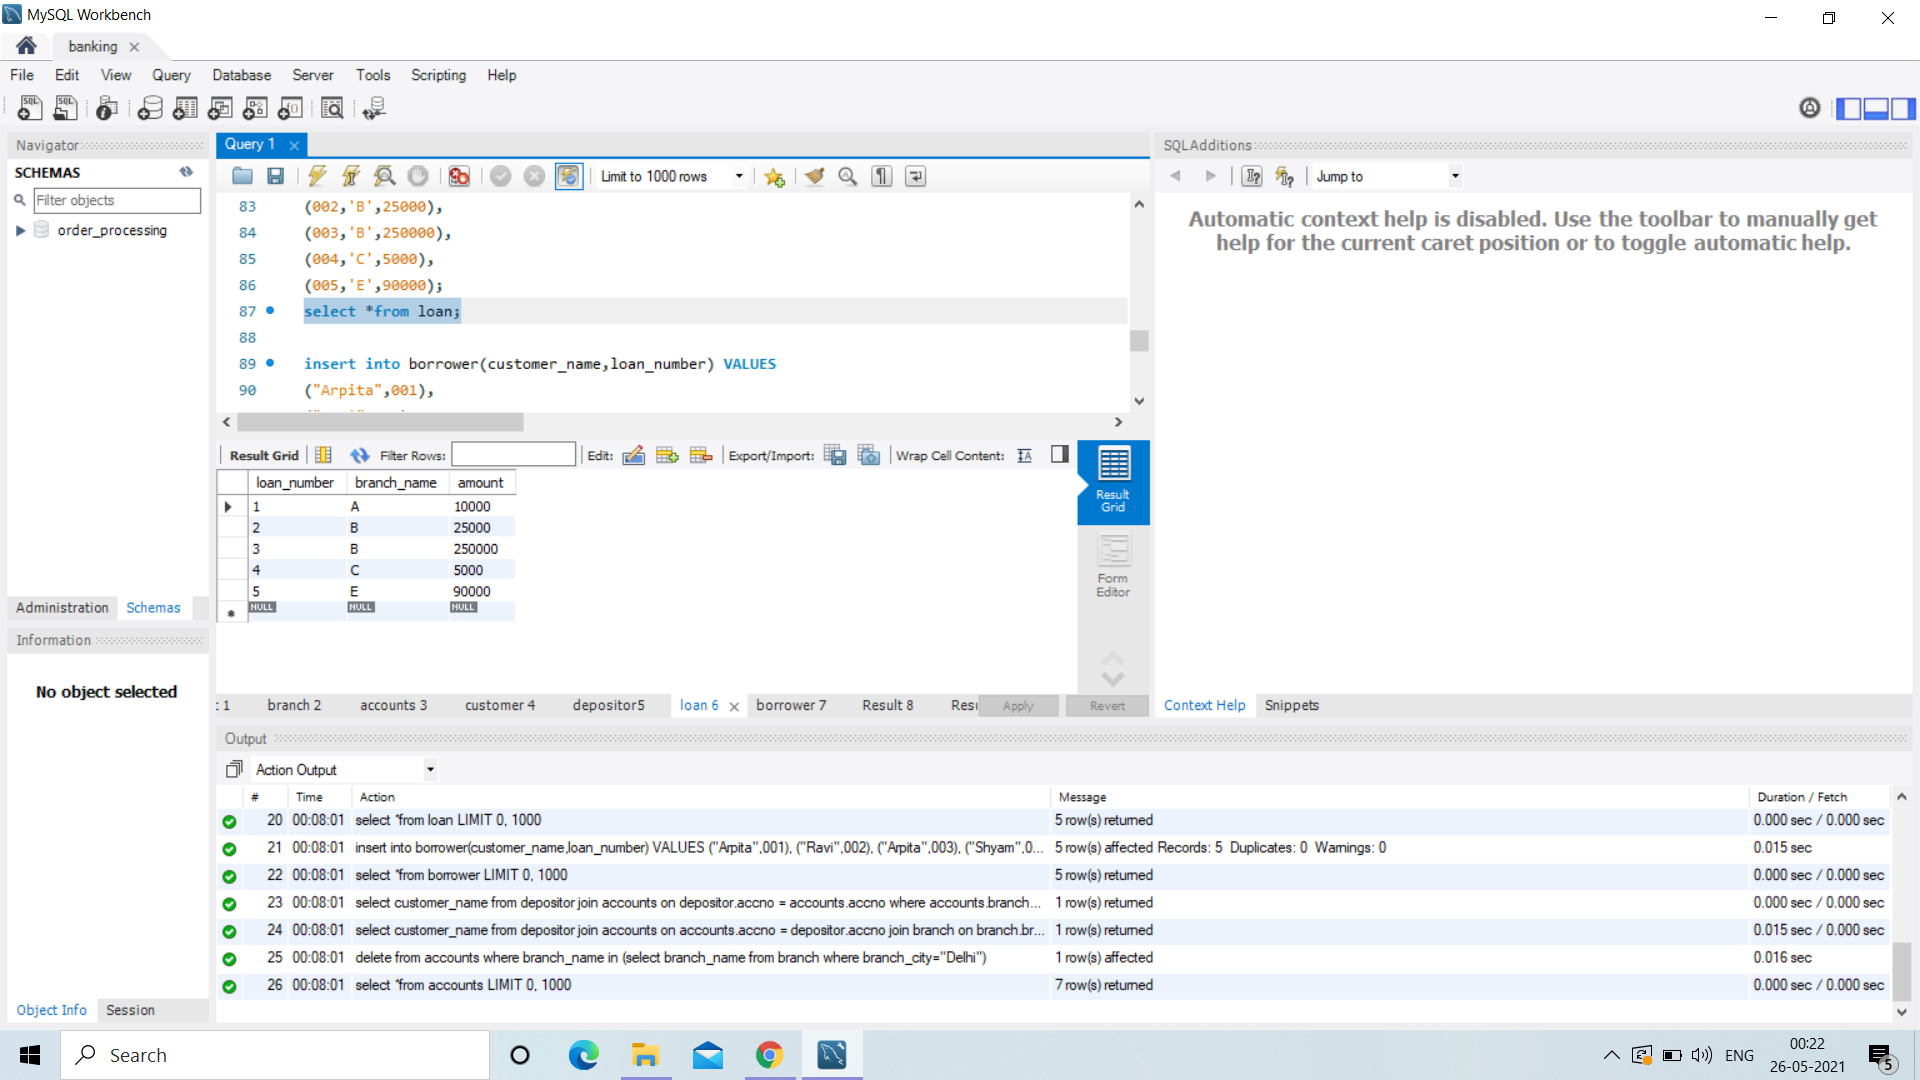 MySQL Workbench
banking
File Edit View Query Database Server Tools Scripting Help
Navigator
SCHEMAS
Filter objects
order_processing
Administration Schemas
Information
No object selected
Object Info Session
Query 1
Limit to 1000 rows
83 (002,'B',25000),
84 (003,'B',250000),
85 (004,'C',5000),
86 (005,'E',90000);
87 select *from loan;
88
89 insert into borrower(customer_name,loan_number) VALUES
90 ("Arpita",001),
Result Grid Filter Rows: Edit: Export/Import: Wrap Cell Content:
loan_number branch_name amount
1 A 10000
2 B 25000
3 B 250000
4 C 5000
5 E 90000
NULL NULL NULL
Result Grid
Form Editor
: 1 branch 2 accounts 3 customer 4 depositor5 loan 6 borrower 7 Result 8 Resu Apply Revert
SQLAdditions
Jump to
Automatic context help is disabled. Use the toolbar to manually get
help for the current caret position or to toggle automatic help.
Context Help Snippets
Output
Action Output
# Time Action Message Duration / Fetch
20 00:08:01 select *from loan LIMIT 0, 1000 5 row(s) returned 0.000 sec / 0.000 sec
21 00:08:01 insert into borrower(customer_name,loan_number) VALUES ("Arpita",001), ("Ravi",002), ("Arpita",003), ("Shyam",0... 5 row(s) affected Records: 5 Duplicates: 0 Warnings: 0 0.015 sec
22 00:08:01 select *from borrower LIMIT 0, 1000 5 row(s) returned 0.000 sec / 0.000 sec
23 00:08:01 select customer_name from depositor join accounts on depositor.accno = accounts.accno where accounts.branch... 1 row(s) returned 0.000 sec / 0.000 sec
24 00:08:01 select customer_name from depositor join accounts on accounts.accno = depositor.accno join branch on branch.br... 1 row(s) returned 0.015 sec / 0.000 sec
25 00:08:01 delete from accounts where branch_name in (select branch_name from branch where branch_city="Delhi") 1 row(s) affected 0.016 sec
26 00:08:01 select *from accounts LIMIT 0, 1000 7 row(s) returned 0.000 sec / 0.000 sec
Search
ENG
00:22
26-05-2021
5